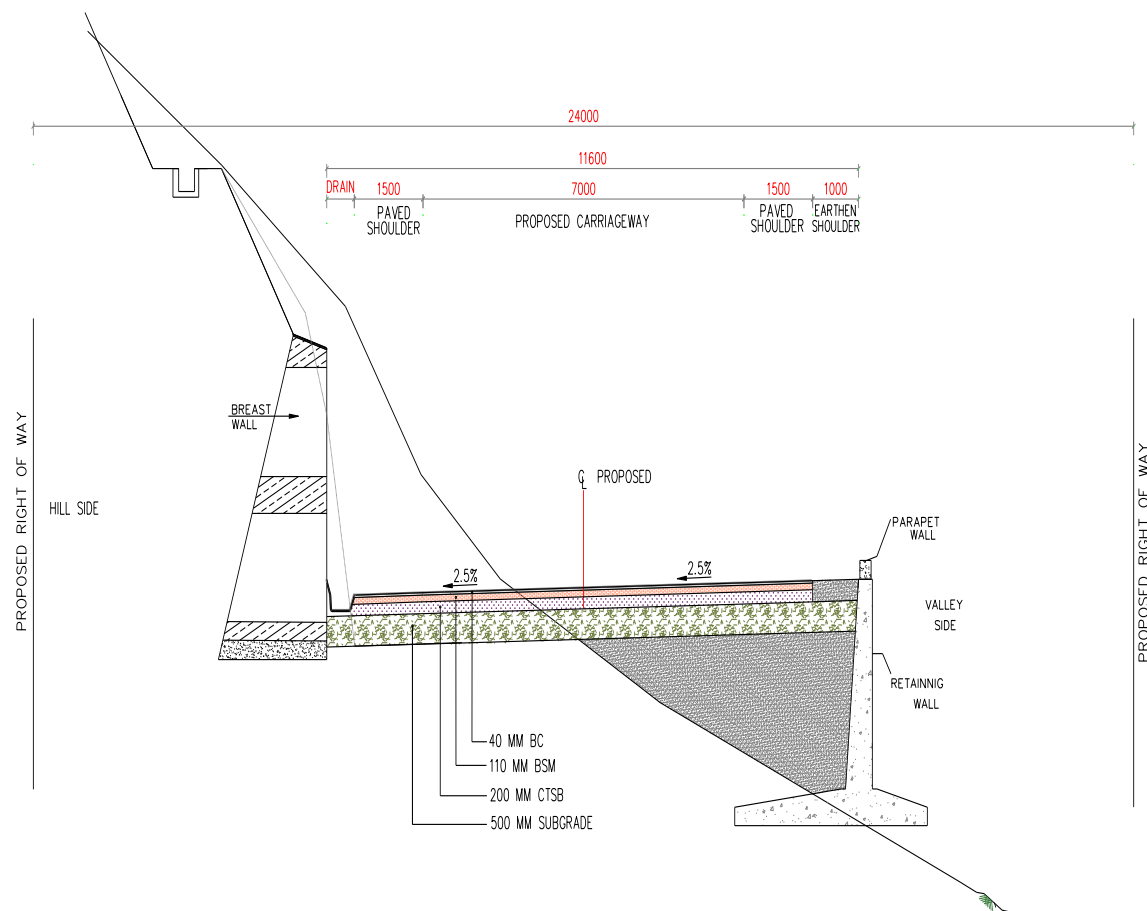 24000
11600
DRAIN 1500 7000 1500 1000
PAVED
SHOULDER
PROPOSED CARRIAGEWAY
PAVED
SHOULDER
EARTHEN
SHOULDER
BREAST
WALL
PROPOSED RIGHT OF WAY
HILL SIDE
℄ PROPOSED
2.5%
2.5%
PARAPET
WALL
VALLEY
SIDE
RETAINNIG
WALL
PROPOSED RIGHT OF WAY
40 MM BC
110 MM BSM
200 MM CTSB
500 MM SUBGRADE